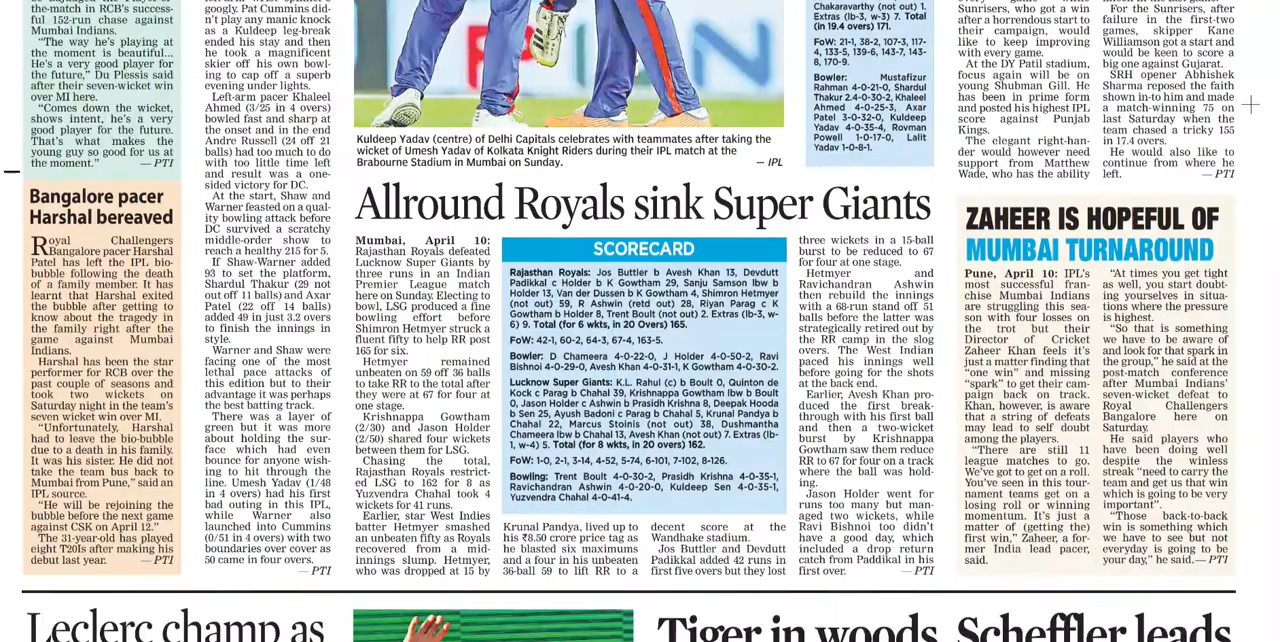 the-match in RCB's success-
ful 152-run chase against
Mumbai Indians.
"The way he's playing at
the moment is beautiful...
He's a very good player for
the future," Du Plessis said
after their seven-wicket win
over MI here.
"Comes down the wicket,
shows intent, he's a very
good player for the future.
That's what makes the
young guy so good for us at
the moment." — PTI
Bangalore pacer
Harshal bereaved
Royal Challengers
Bangalore pacer Harshal
Patel has left the IPL bio-
bubble following the death
of a family member. It has
learnt that Harshal exited
the bubble after getting to
know about the tragedy in
the family right after the
game against Mumbai
Indians.
Harshal has been the star
performer for RCB over the
past couple of seasons and
took two wickets on
Saturday night in the team's
seven wicket win over MI.
"Unfortunately, Harshal
had to leave the bio-bubble
due to a death in his family.
It was his sister. He did not
take the team bus back to
Mumbai from Pune," said an
IPL source.
"He will be rejoining the
bubble before the next game
against CSK on April 12."
The 31-year-old has played
eight T20Is after making his
debut last year. — PTI
googly. Pat Cummins did-
n't play any manic knock
as a Kuldeep leg-break
ended his stay and then
he took a magnificent
skier off his own bowl-
ing to cap off a superb
evening under lights.
Left-arm pacer Khaleel
Ahmed (3/25 in 4 overs)
bowled fast and sharp at
the onset and in the end
Andre Russell (24 off 21
balls) had too much to do
with too little time left
and result was a one-
sided victory for DC.
At the start, Shaw and
Warner feasted on a qual-
ity bowling attack before
DC survived a scratchy
middle-order show to
reach a healthy 215 for 5.
If Shaw-Warner added
93 to set the platform,
Shardul Thakur (29 not
out off 11 balls) and Axar
Patel (22 off 14 balls)
added 49 in just 3.2 overs
to finish the innings in
style.
Warner and Shaw were
facing one of the most
lethal pace attacks of
this edition but to their
advantage it was perhaps
the best batting track.
There was a layer of
green but it was more
about holding the sur-
face which had even
bounce for anyone wish-
ing to hit through the
line. Umesh Yadav (1/48
in 4 overs) had his first
bad outing in this IPL,
while Warner also
launched into Cummins
(0/51 in 4 overs) with two
boundaries over cover as
50 came in four overs.
— PTI
Kuldeep Yadav (centre) of Delhi Capitals celebrates with teammates after taking the
wicket of Umesh Yadav of Kolkata Knight Riders during their IPL match at the
Brabourne Stadium in Mumbai on Sunday. — IPL
Chakaravarthy (not out) 1.
Extras (lb-3, w-3) 7. Total
(in 19.4 overs) 171.
FoW: 21-1, 38-2, 107-3, 117-
4, 133-5, 139-6, 143-7, 143-
8, 170-9.
Bowler: Mustafizur
Rahman 4-0-21-0, Shardul
Thakur 2.4-0-30-2, Khaleel
Ahmed 4-0-25-3, Axar
Patel 3-0-32-0, Kuldeep
Yadav 4-0-35-4, Rovman
Powell 1-0-17-0, Lalit
Yadav 1-0-8-1.
Allround Royals sink Super Giants
Mumbai, April 10:
Rajasthan Royals defeated
Lucknow Super Giants by
three runs in an Indian
Premier League match
here on Sunday. Electing to
bowl, LSG produced a fine
bowling effort before
Shimron Hetmyer struck a
fluent fifty to help RR post
165 for six.
Hetmyer remained
unbeaten on 59 off 36 balls
to take RR to the total after
they were at 67 for four at
one stage.
Krishnappa Gowtham
(2/30) and Jason Holder
(2/50) shared four wickets
between them for LSG.
Chasing the total,
Rajasthan Royals restrict-
ed LSG to 162 for 8 as
Yuzvendra Chahal took 4
wickets for 41 runs.
Earlier, star West Indies
batter Hetmyer smashed
an unbeaten fifty as Royals
recovered from a mid-
innings slump. Hetmyer,
who was dropped at 15 by
SCORECARD
Rajasthan Royals: Jos Buttler b Avesh Khan 13, Devdutt
Padikkal c Holder b K Gowtham 29, Sanju Samson lbw b
Holder 13, Van der Dussen b K Gowtham 4, Shimron Hetmyer
(not out) 59, R Ashwin (retd out) 28, Riyan Parag c K
Gowtham b Holder 8, Trent Boult (not out) 2. Extras (lb-3, w-
6) 9. Total (for 6 wkts, in 20 Overs) 165.
FoW: 42-1, 60-2, 64-3, 67-4, 163-5.
Bowler: D Chameera 4-0-22-0, J Holder 4-0-50-2, Ravi
Bishnoi 4-0-29-0, Avesh Khan 4-0-31-1, K Gowtham 4-0-30-2.
Lucknow Super Giants: K.L. Rahul (c) b Boult 0, Quinton de
Kock c Parag b Chahal 39, Krishnappa Gowtham lbw b Boult
0, Jason Holder c Ashwin b Prasidh Krishna 8, Deepak Hooda
b Sen 25, Ayush Badoni c Parag b Chahal 5, Krunal Pandya b
Chahal 22, Marcus Stoinis (not out) 38, Dushmantha
Chameera lbw b Chahal 13, Avesh Khan (not out) 7. Extras (lb-
1, w-4) 5. Total (for 8 wkts, in 20 overs) 162.
FoW: 1-0, 2-1, 3-14, 4-52, 5-74, 6-101, 7-102, 8-126.
Bowling: Trent Boult 4-0-30-2, Prasidh Krishna 4-0-35-1,
Ravichandran Ashwin 4-0-20-0, Kuldeep Sen 4-0-35-1,
Yuzvendra Chahal 4-0-41-4.
Krunal Pandya, lived up to
his ₹8.50 crore price tag as
he blasted six maximums
and a four in his unbeaten
36-ball 59 to lift RR to a
decent score at the
Wandhake stadium.
Jos Buttler and Devdutt
Padikkal added 42 runs in
first five overs but they lost
three wickets in a 15-ball
burst to be reduced to 67
for four at one stage.
Hetmyer and
Ravichandran Ashwin
then rebuild the innings
with a 68-run stand off 51
balls before the latter was
strategically retired out by
the RR camp in the slog
overs. The West Indian
paced his innings well
before going for the shots
at the back end.
Earlier, Avesh Khan pro-
duced the first break-
through with his first ball
and then a two-wicket
burst by Krishnappa
Gowtham saw them reduce
RR to 67 for four on a track
where the ball was hold-
ing.
Jason Holder went for
runs too many but man-
aged two wickets, while
Ravi Bishnoi too didn't
have a good day, which
included a drop return
catch from Paddikal in his
first over. — PTI
Sunrisers, who got a win
after a horrendous start to
their campaign, would
like to keep improving
with every game.
At the DY Patil stadium,
focus again will be on
young Shubman Gill. He
has been in prime form
and posted his highest IPL
score against Punjab
Kings.
The elegant right-han-
der would however need
support from Matthew
Wade, who has the ability
For the Sunrisers, after
failure in the first-two
games, skipper Kane
Williamson got a start and
would be keen to score a
big one against Gujarat.
SRH opener Abhishek
Sharma reposed the faith
shown in-to him and made
a match-winning 75 on
last Saturday when the
team chased a tricky 155
in 17.4 overs.
He would also like to
continue from where he
left. — PTI
ZAHEER IS HOPEFUL OF
MUMBAI TURNAROUND
Pune, April 10: IPL's
most successful fran-
chise Mumbai Indians
are struggling this sea-
son with four losses on
the trot but their
Director of Cricket
Zaheer Khan feels it's
just a matter finding that
"one win" and missing
"spark" to get their cam-
paign back on track.
Khan, however, is aware
that a string of defeats
may lead to self doubt
among the players.
"There are still 11
league matches to go.
We've got to get on a roll.
You've seen in this tour-
nament teams get on a
losing roll or winning
momentum. It's just a
matter of (getting the)
first win," Zaheer, a for-
mer India lead pacer,
said.
"At times you get tight
as well, you start doubt-
ing yourselves in situa-
tions where the pressure
is highest.
"So that is something
we have to be aware of
and look for that spark in
the group," he said at the
post-match conference
after Mumbai Indians'
seven-wicket defeat to
Royal Challengers
Bangalore here on
Saturday.
He said players who
have been doing well
despite the winless
streak "need to carry the
team and get us that win
which is going to be very
important".
"Those back-to-back
win is something which
we have to see but not
everyday is going to be
your day," he said. — PTI
Leclerc champ as
Tiger in woods, Scheffler leads